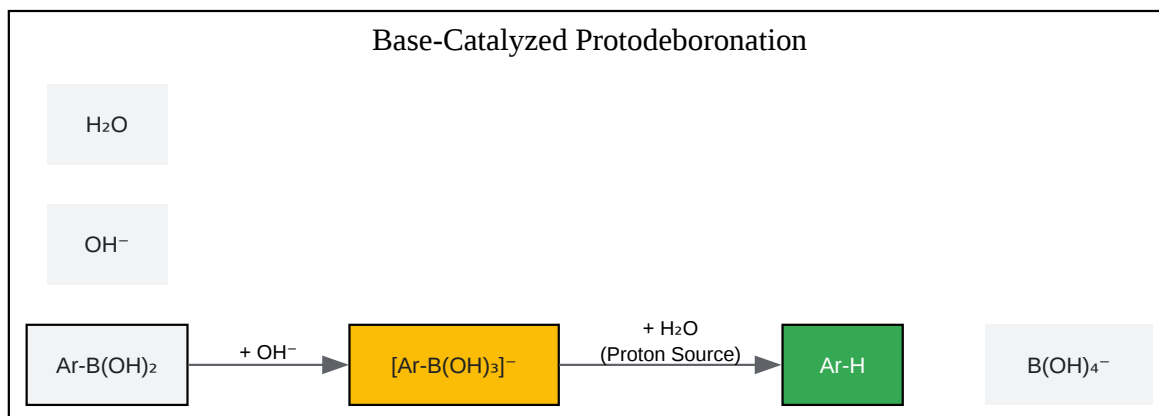 Base-Catalyzed Protodeboronation
H₂O
OH⁻
Ar-B(OH)₂
+ OH⁻
[Ar-B(OH)₃]⁻
+ H₂O
(Proton Source)
Ar-H
B(OH)₄⁻